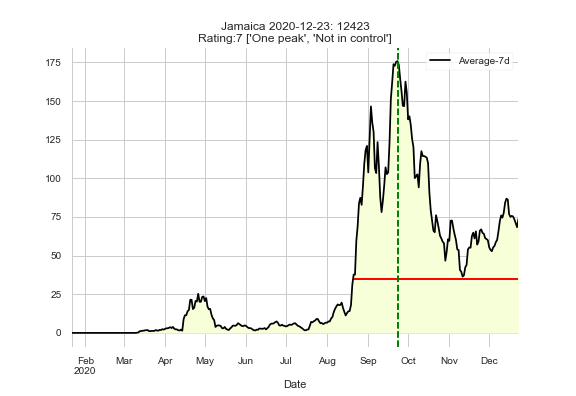 Jamaica 2020-12-23: 12423
Rating:7 ['One peak', 'Not in control']
Average-7d
175
150
125
100
75
50
25
0
Feb Mar Apr May Jun Jul Aug Sep Oct Nov Dec
2020
Date